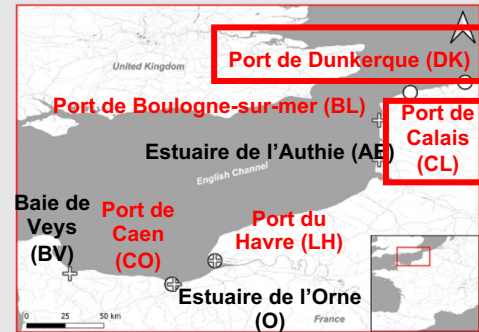 United Kingdom
Port de Dunkerque (DK)
Port de Boulogne-sur-mer (BL)
Port de
Calais
(CL)
Estuaire de l'Authie (AE)
English Channel
Baie de
Veys
(BV)
Port de
Caen
(CO)
Port du
Havre (LH)
Estuaire de l'Orne
(O)
0 25 50 km
France